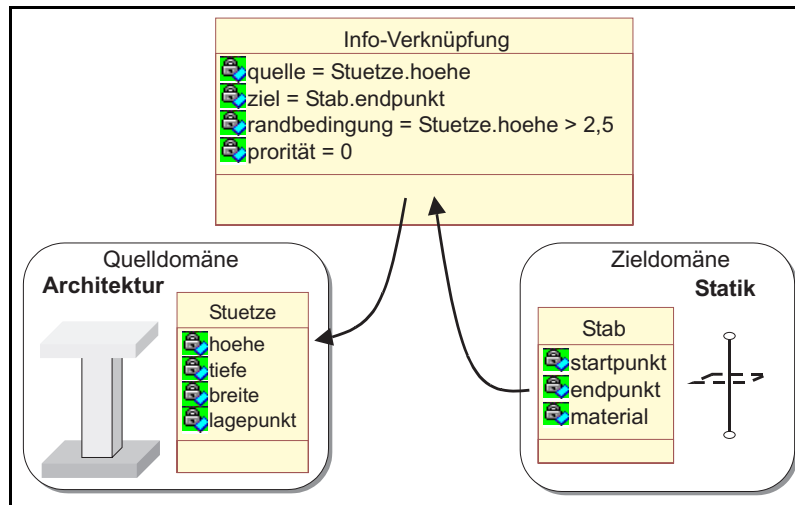 Info-Verknüpfung
quelle = Stuetze.hoehe
ziel = Stab.endpunkt
randbedingung = Stuetze.hoehe > 2,5
prorität = 0
Quelldomäne
Architektur
Stuetze
hoehe
tiefe
breite
lagepunkt
Zieldomäne
Statik
Stab
startpunkt
endpunkt
material